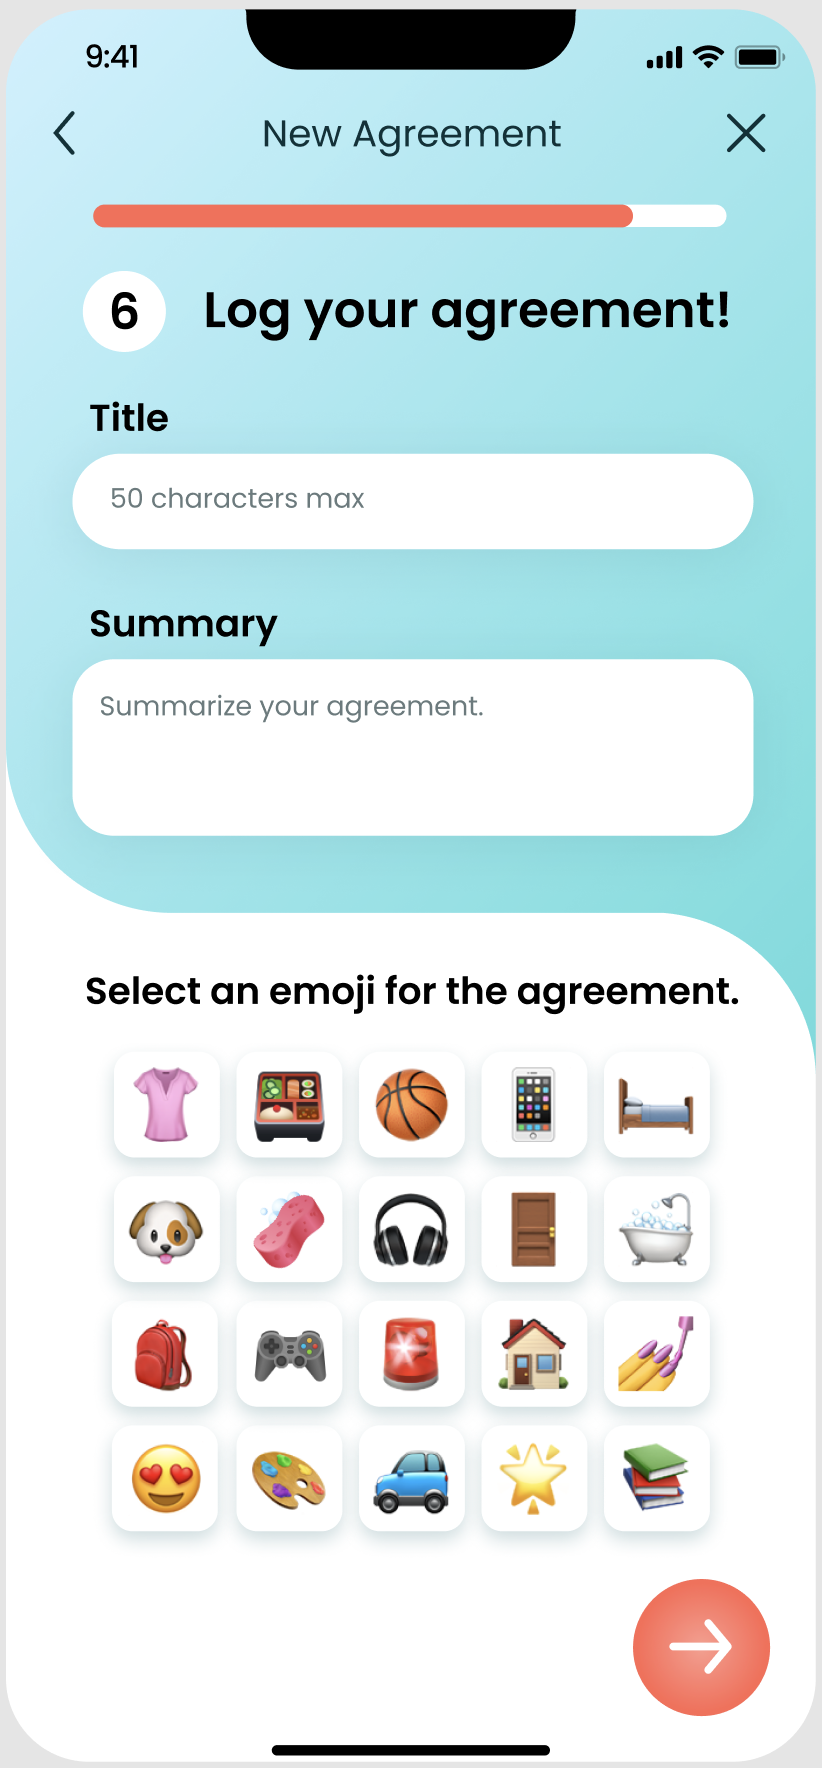 9:41
New Agreement
6 Log your agreement!
Title
50 characters max
Summary
Summarize your agreement.
Select an emoji for the agreement.